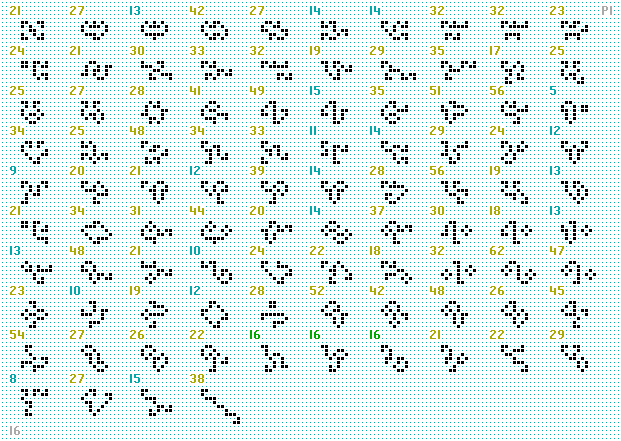 21 27 13 42 27 14 14 32 32 23 P1
24 21 30 33 32 19 29 35 17 25
25 27 28 41 49 15 35 51 56 5
34 25 48 34 33 11 14 29 24 12
9 20 21 12 39 14 28 56 19 13
21 34 31 44 20 14 37 30 18 13
13 48 21 10 24 22 18 32 62 47
23 10 19 12 28 52 42 48 26 45
54 27 26 22 16 16 16 21 22 29
8 27 15 38
16